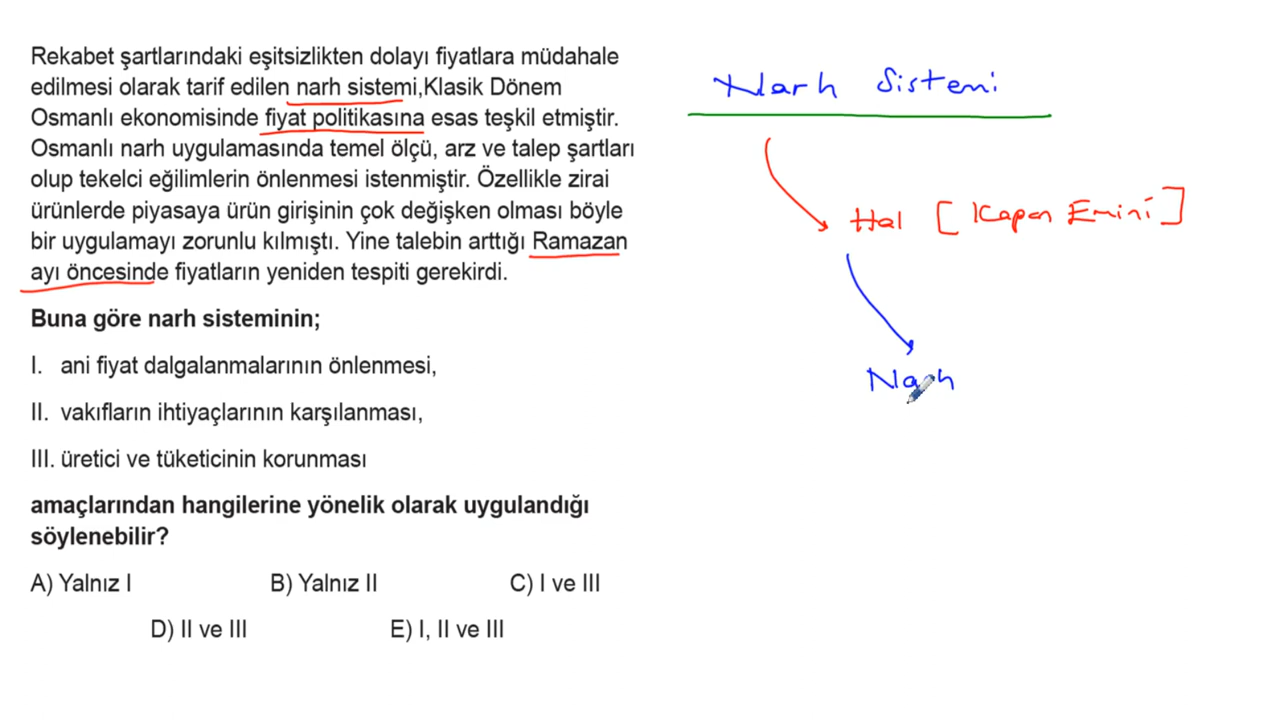 Rekabet şartlarındaki eşitsizlikten dolayı fiyatlara müdahale
edilmesi olarak tarif edilen narh sistemi,Klasik Dönem
Osmanlı ekonomisinde fiyat politikasına esas teşkil etmiştir.
Osmanlı narh uygulamasında temel ölçü, arz ve talep şartları
olup tekelci eğilimlerin önlenmesi istenmiştir. Özellikle zirai
ürünlerde piyasaya ürün girişinin çok değişken olması böyle
bir uygulamayı zorunlu kılmıştı. Yine talebin arttığı Ramazan
ayı öncesinde fiyatların yeniden tespiti gerekirdi.
Buna göre narh sisteminin;
I. ani fiyat dalgalanmalarının önlenmesi,
II. vakıfların ihtiyaçlarının karşılanması,
III. üretici ve tüketicinin korunması
amaçlarından hangilerine yönelik olarak uygulandığı
söylenebilir?
A) Yalnız I B) Yalnız II C) I ve III
D) II ve III E) I, II ve III
Narh Sistemi
Hal [Kapan Emini]
Narh